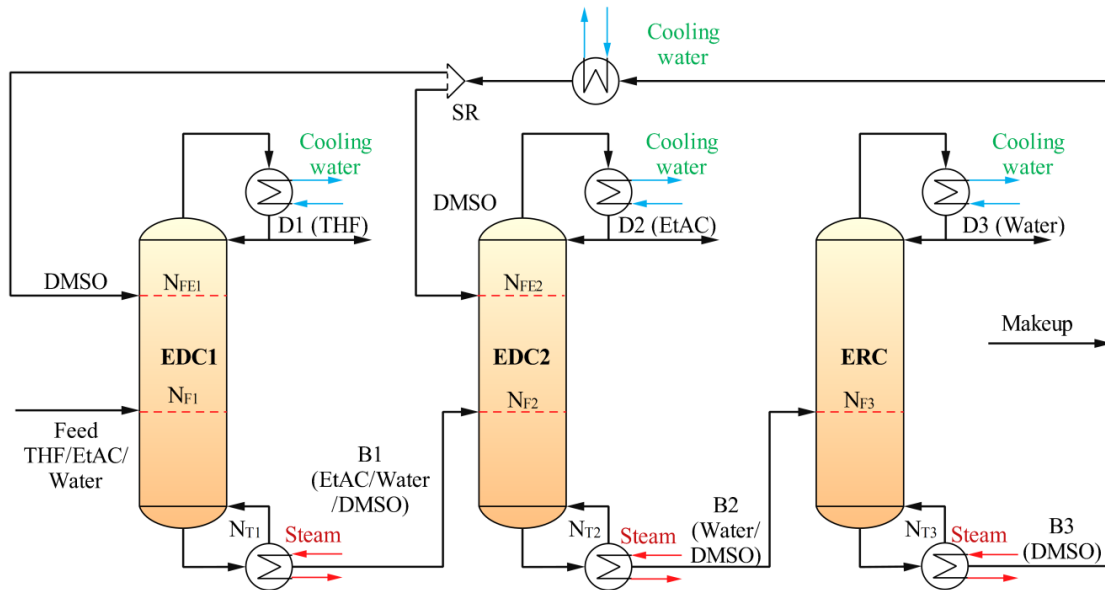 Cooling
water
SR
Cooling
water
Cooling
water
Cooling
water
DMSO
D1 (THF)
D2 (EtAC)
D3 (Water)
DMSO
NFE1
NFE2
Makeup
EDC1
EDC2
ERC
NF1
NF2
NF3
Feed
THF/EtAC/
Water
B1
(EtAC/Water
/DMSO)
B2
(Water/
DMSO)
NT1
Steam
NT2
Steam
NT3
Steam
B3
(DMSO)